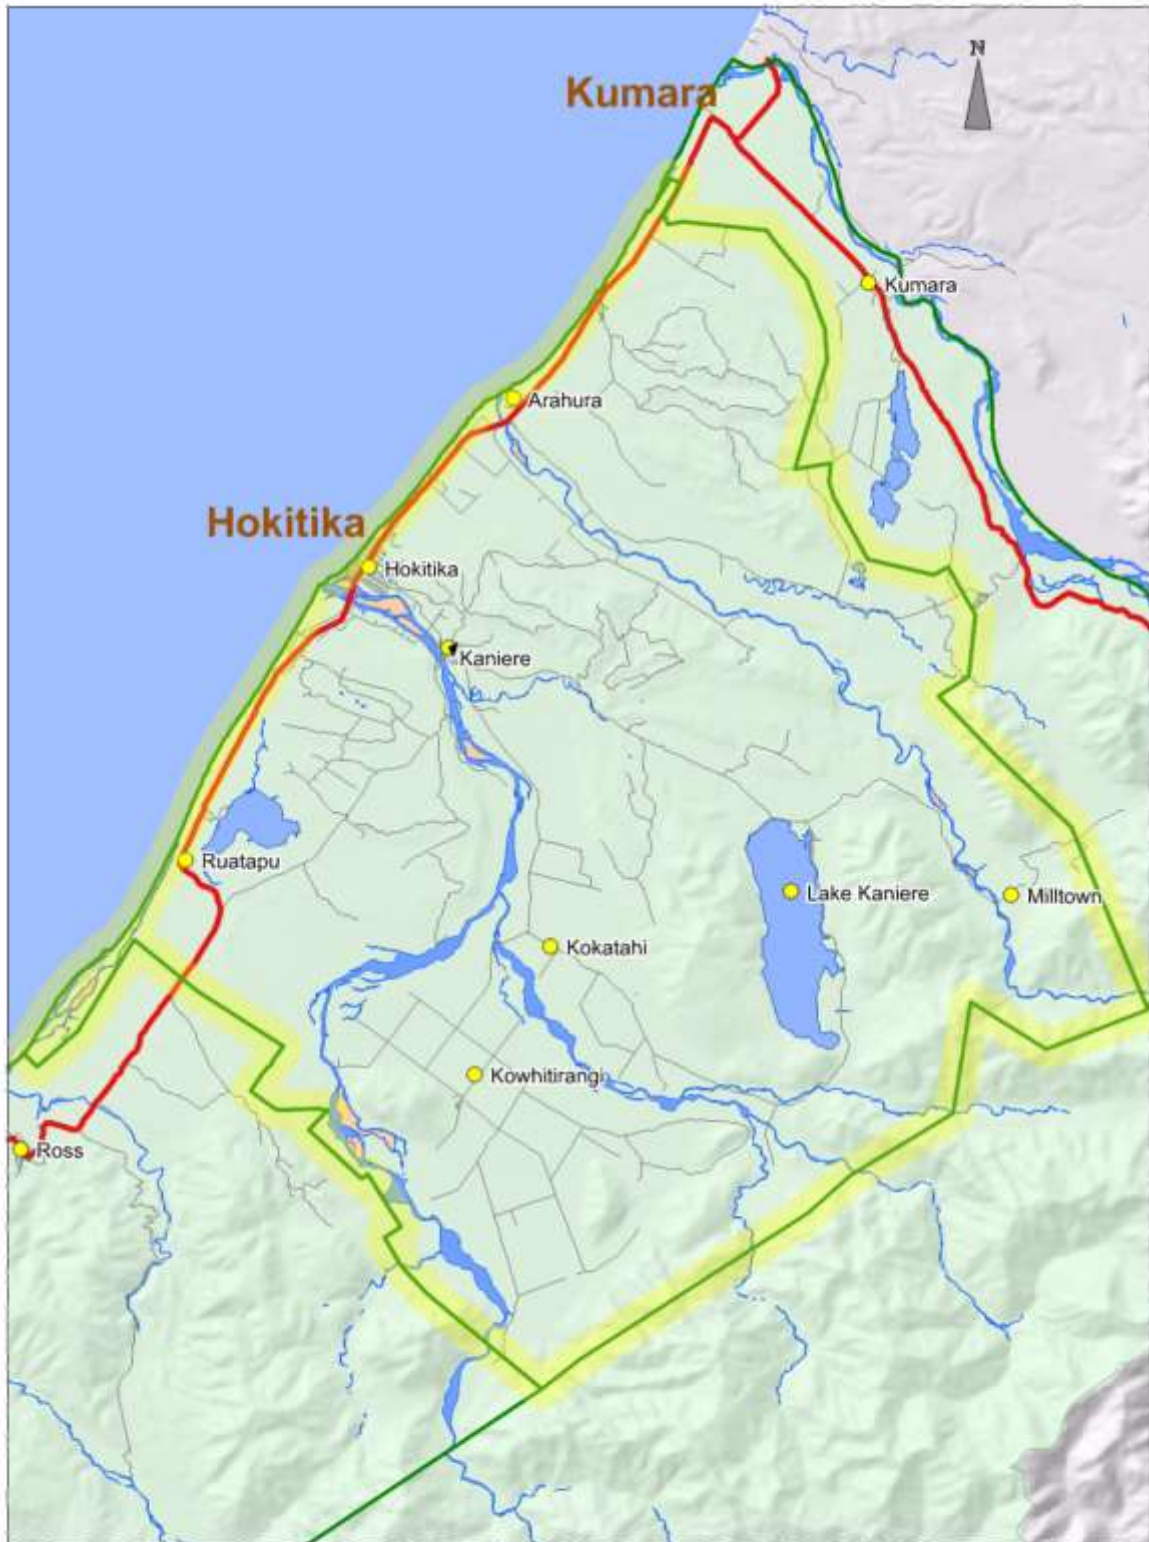 N
Kumara
Kumara
Arahura
Hokitika
Hokitika
Kaniere
Ruatapu
Lake Kaniere
Milltown
Kokatahi
Kowhitirangi
Ross